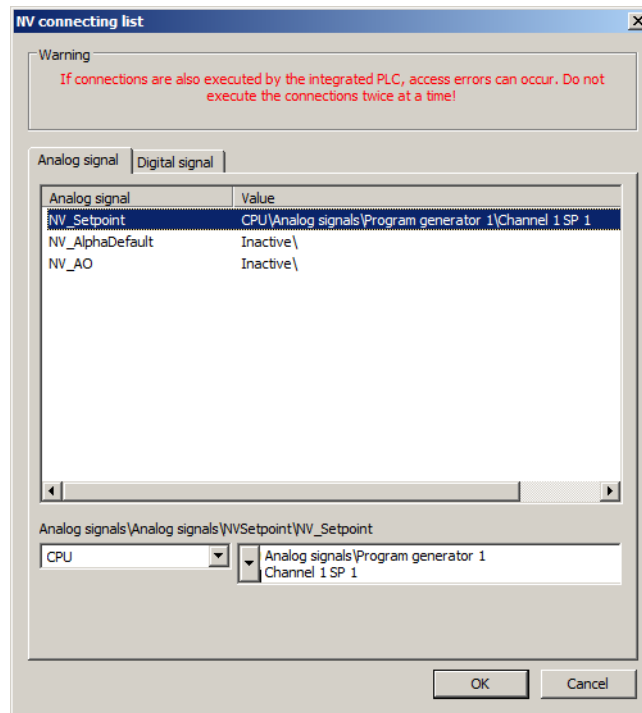 NV connecting list
Warning
If connections are also executed by the integrated PLC, access errors can occur. Do not
execute the connections twice at a time!
Analog signal Digital signal
Analog signal Value
NV_Setpoint CPU\Analog signals\Program generator 1\Channel 1 SP 1
NV_AlphaDefault Inactive\
NV_AO Inactive\
Analog signals\Analog signals\NVSetpoint\NV_Setpoint
CPU Analog signals\Program generator 1
Channel 1 SP 1
OK Cancel